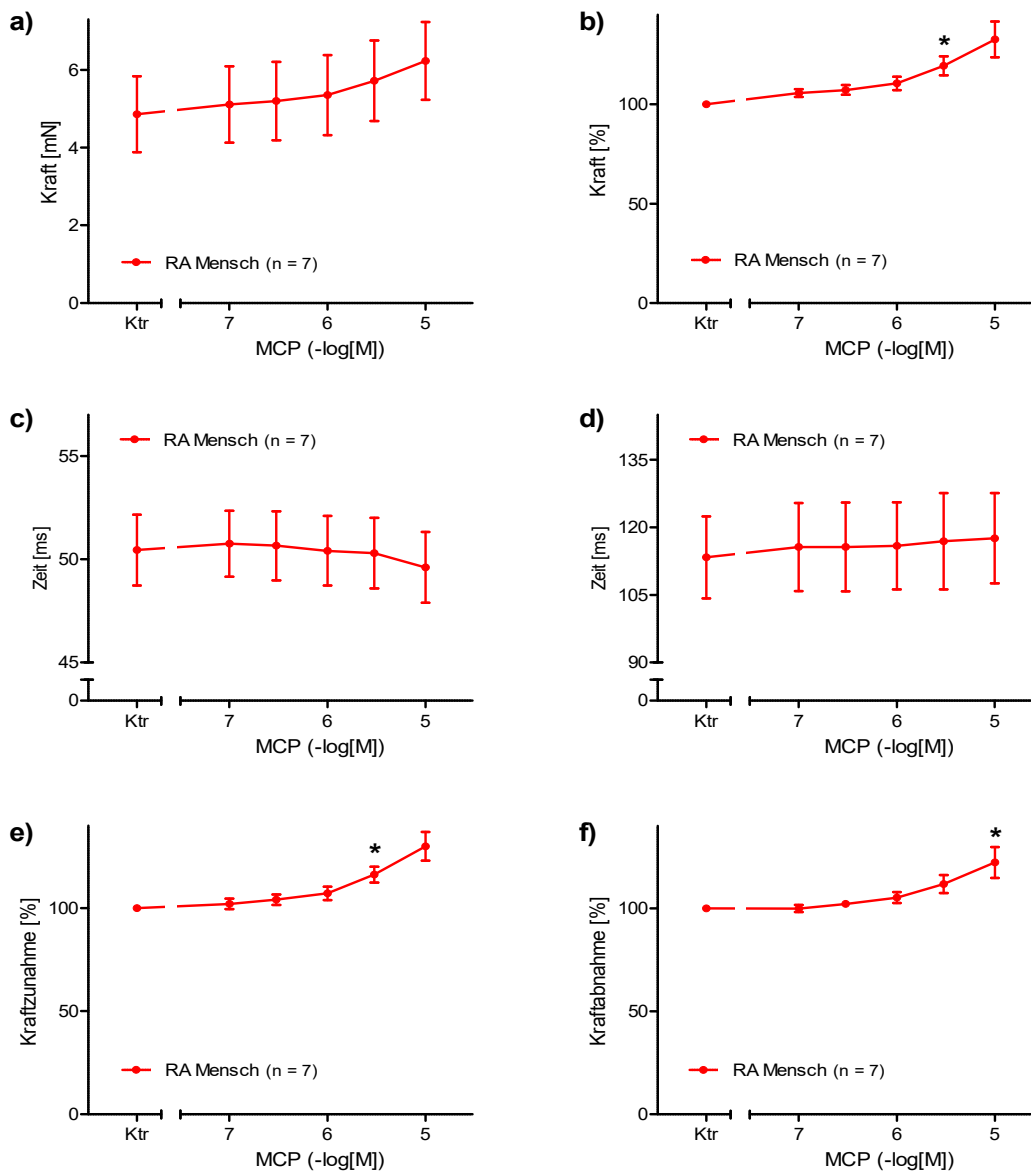 a)
Kraft [mN]
6
4
2
0
RA Mensch (n = 7)
Ktr 7 6 5
MCP (-log[M])
b)
Kraft [%]
*
100
50
0
RA Mensch (n = 7)
Ktr 7 6 5
MCP (-log[M])
c)
Zeit [ms]
RA Mensch (n = 7)
55
50
45
0
Ktr 7 6 5
MCP (-log[M])
d)
Zeit [ms]
RA Mensch (n = 7)
135
120
105
90
0
Ktr 7 6 5
MCP (-log[M])
e)
Kraftzunahme [%]
*
100
50
0
RA Mensch (n = 7)
Ktr 7 6 5
MCP (-log[M])
f)
Kraftabnahme [%]
*
100
50
0
RA Mensch (n = 7)
Ktr 7 6 5
MCP (-log[M])